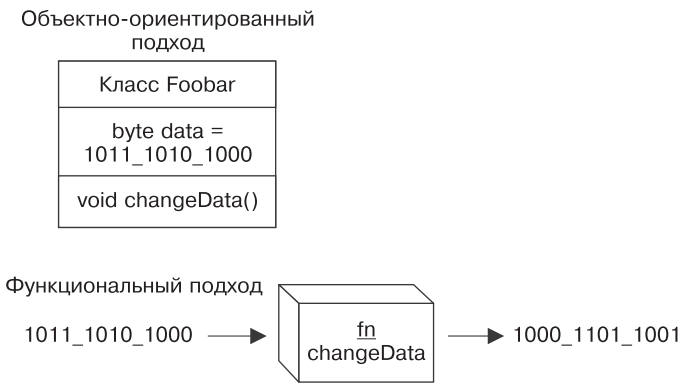 Объектно-ориентированный
подход
Класс Foobar
byte data =
1011_1010_1000
void changeData()
Функциональный подход
1011_1010_1000
fn
changeData
1000_1101_1001